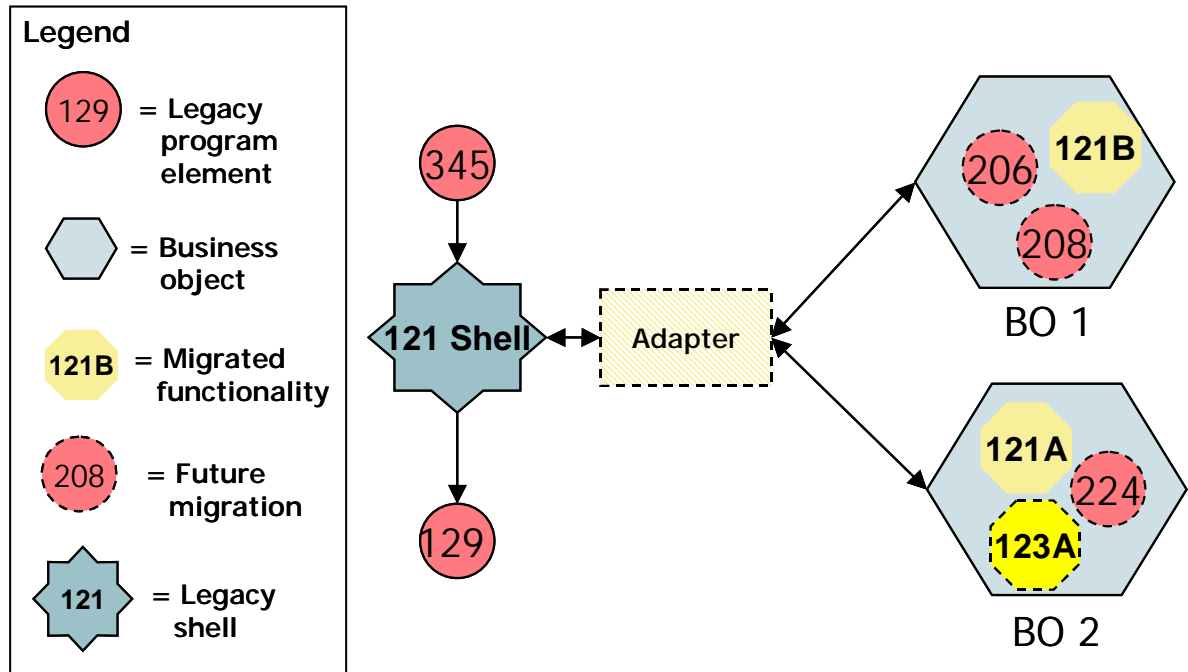 Legend
129
= Legacy
program
element
= Business
object
121B
= Migrated
functionality
208
= Future
migration
121
= Legacy
shell
345
121 Shell
129
Adapter
206
121B
208
BO 1
121A
224
123A
BO 2